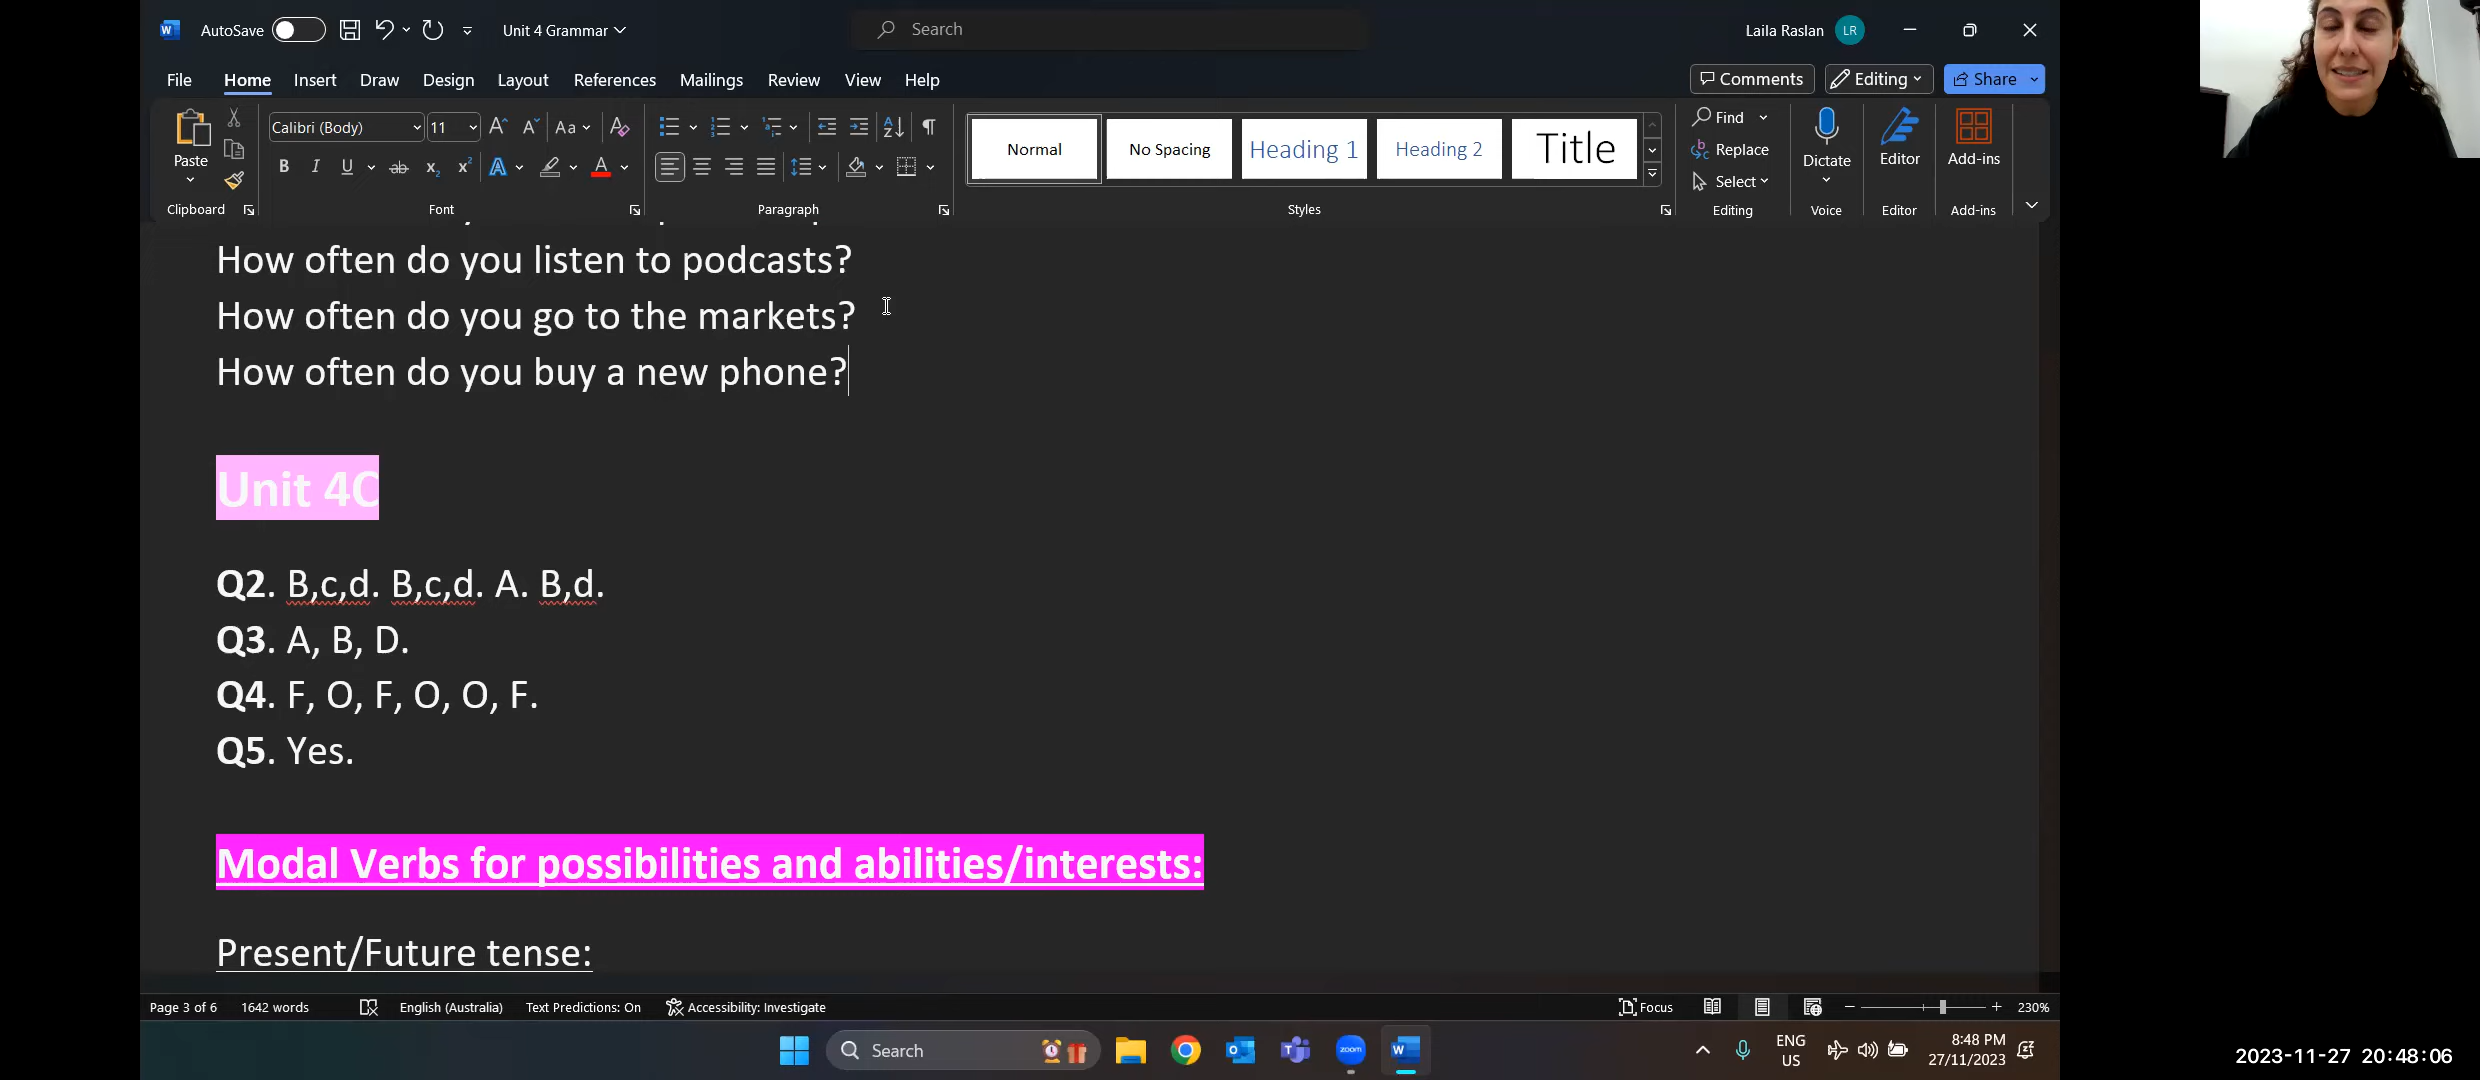 AutoSave
Unit 4 Grammar
Search
Laila Raslan
LR
File Home Insert Draw Design Layout References Mailings Review View Help
Comments
Editing
Share
Paste
Calibri (Body)
11
Normal
No Spacing
Heading 1
Heading 2
Title
Find
Replace
Select
Dictate
Editor
Add-ins
Clipboard
Font
Paragraph
Styles
Editing
Voice
Editor
Add-ins
How often do you listen to podcasts?
How often do you go to the markets?
How often do you buy a new phone?
Unit 4C
Q2. B,c,d. B,c,d. A. B,d.
Q3. A, B, D.
Q4. F, O, F, O, O, F.
Q5. Yes.
Modal Verbs for possibilities and abilities/interests:
Present/Future tense:
Page 3 of 6
1642 words
English (Australia)
Text Predictions: On
Accessibility: Investigate
Focus
230%
Search
zoom
ENG
US
8:48 PM
27/11/2023
2023-11-27 20:48:06